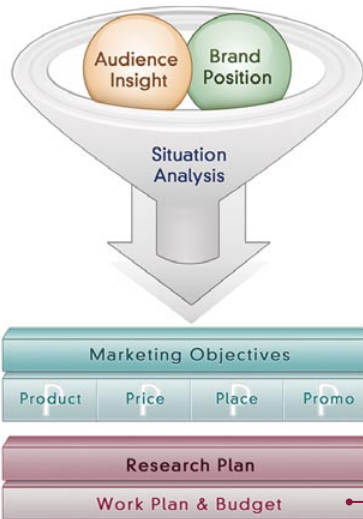 Audience
Insight
Brand
Position
Situation
Analysis
Marketing Objectives
Product Price Place Promo
Research Plan
Work Plan & Budget